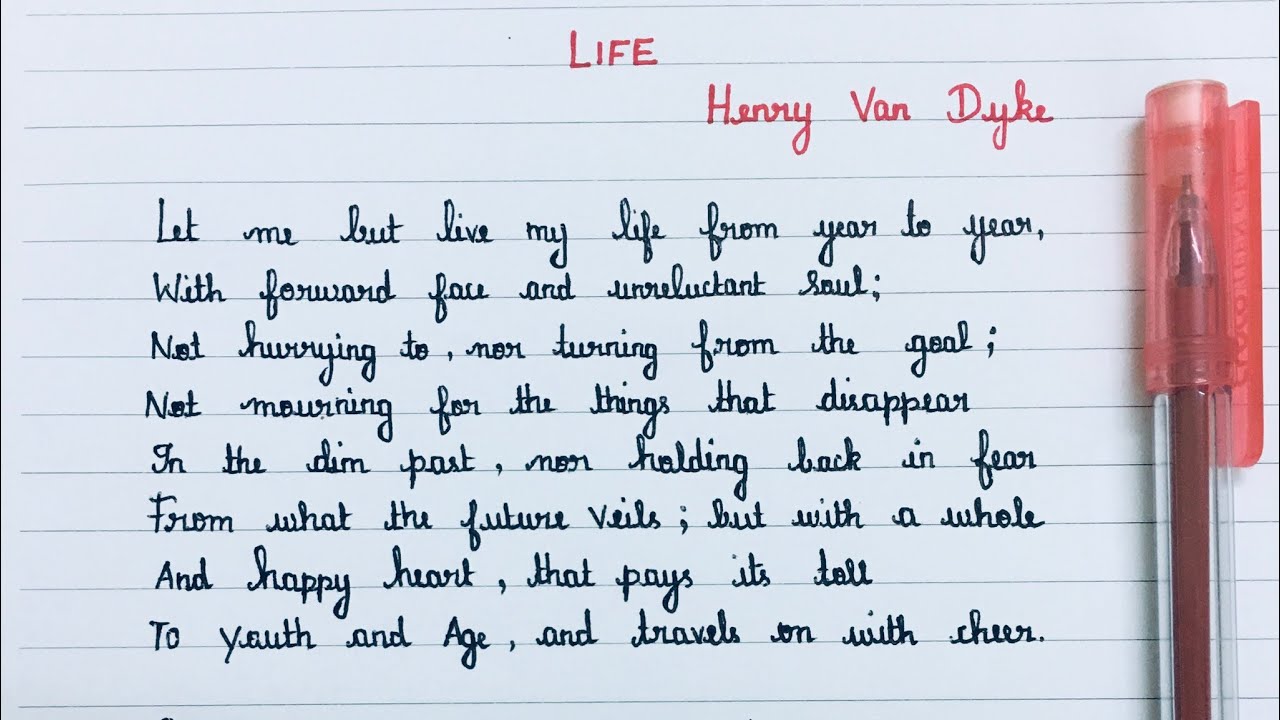 LIFE
Henry Van Dyke
Let me but live my life from year to year,
With forward face and unreluctant soul;
Not hurrying to, nor turning from the goal;
Not mourning for the things that disappear
In the dim past, nor holding back in fear
From what the future veils; but with a whole
And happy heart, that pays its toll
To Youth and Age, and travels on with cheer.